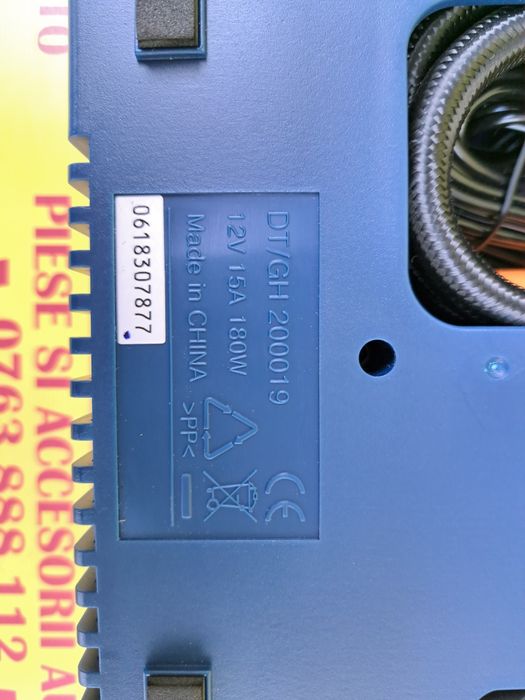 DT/GH 200019
12V 15A 180W
Made in CHINA
>PP<
CE
0618307877
PIESE SI ACCESORII
0763 888 112